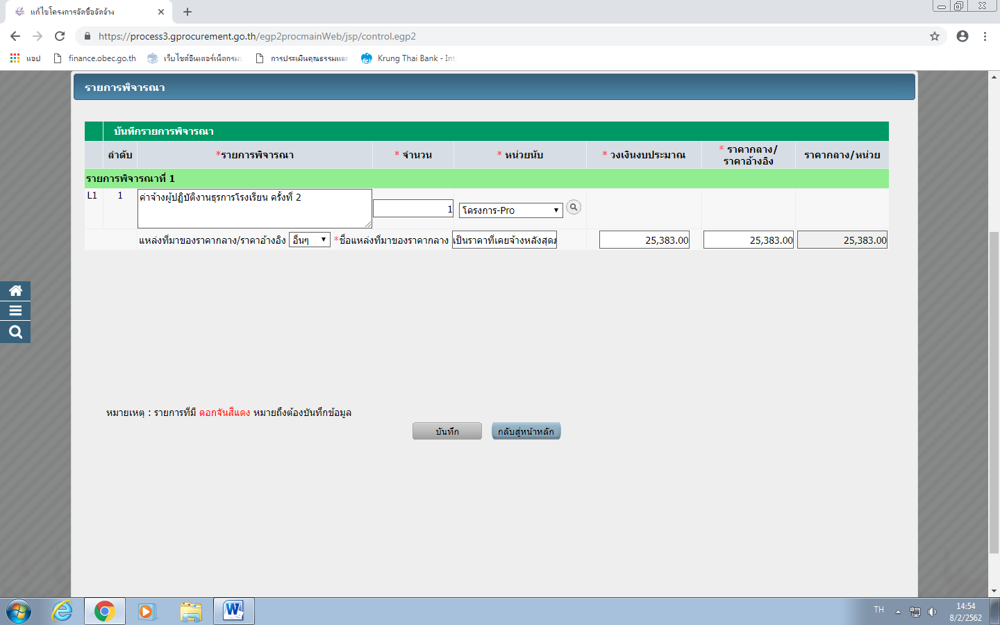 แก้ไขโครงการจัดซื้อจัดจ้าง
https://process3.gprocurement.go.th/egp2procmainWeb/jsp/control.egp2
แอป finance.obec.go.th เว็บไซต์อินเตอร์เน็ตกรม การประเมินคุณธรรมและ Krung Thai Bank - Int
รายการพิจารณา
บันทึกรายการพิจารณา
ลำดับ *รายการพิจารณา * จำนวน * หน่วยนับ * วงเงินงบประมาณ * ราคากลาง/ ราคากลาง/หน่วย
ราคาอ้างอิง
รายการพิจารณาที่ 1
L1 1 ค่าจ้างผู้ปฏิบัติงานธุรการโรงเรียน ครั้งที่ 2 1 โครงการ-Pro
แหล่งที่มาของราคากลาง/ราคาอ้างอิง อื่นๆ *ชื่อแหล่งที่มาของราคากลาง เป็นราคาที่เคยจ้างหลังสุดภ 25,383.00 25,383.00 25,383.00
หมายเหตุ : รายการที่มี ดอกจันสีแดง หมายถึงต้องบันทึกข้อมูล
บันทึก กลับสู่หน้าหลัก
TH 14:54
8/2/2562